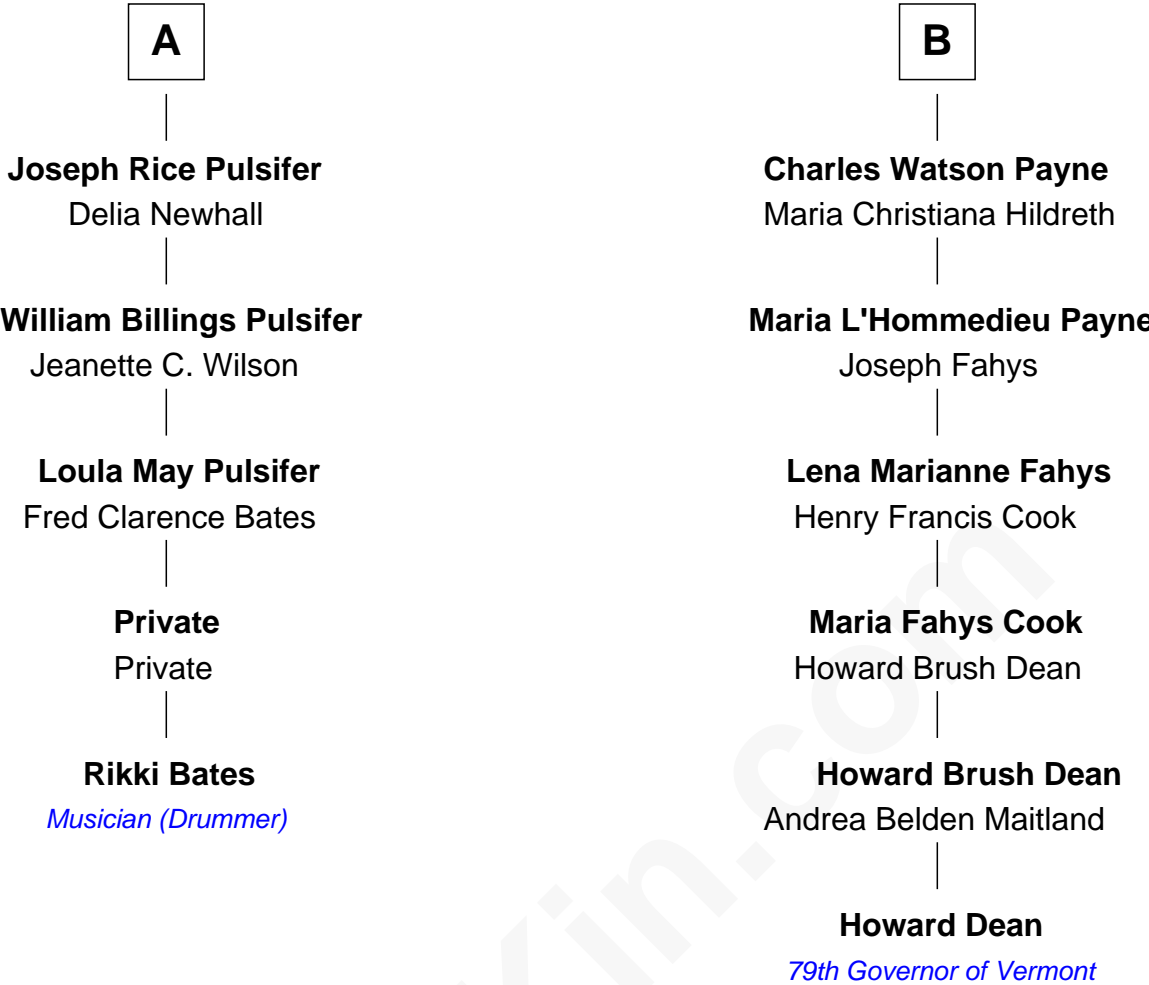 A
Joseph Rice Pulsifer
Delia Newhall
William Billings Pulsifer
Jeanette C. Wilson
Loula May Pulsifer
Fred Clarence Bates
Private
Private
Rikki Bates
Musician (Drummer)
B
Charles Watson Payne
Maria Christiana Hildreth
Maria L'Hommedieu Payne
Joseph Fahys
Lena Marianne Fahys
Henry Francis Cook
Maria Fahys Cook
Howard Brush Dean
Howard Brush Dean
Andrea Belden Maitland
Howard Dean
79th Governor of Vermont
Kin.com